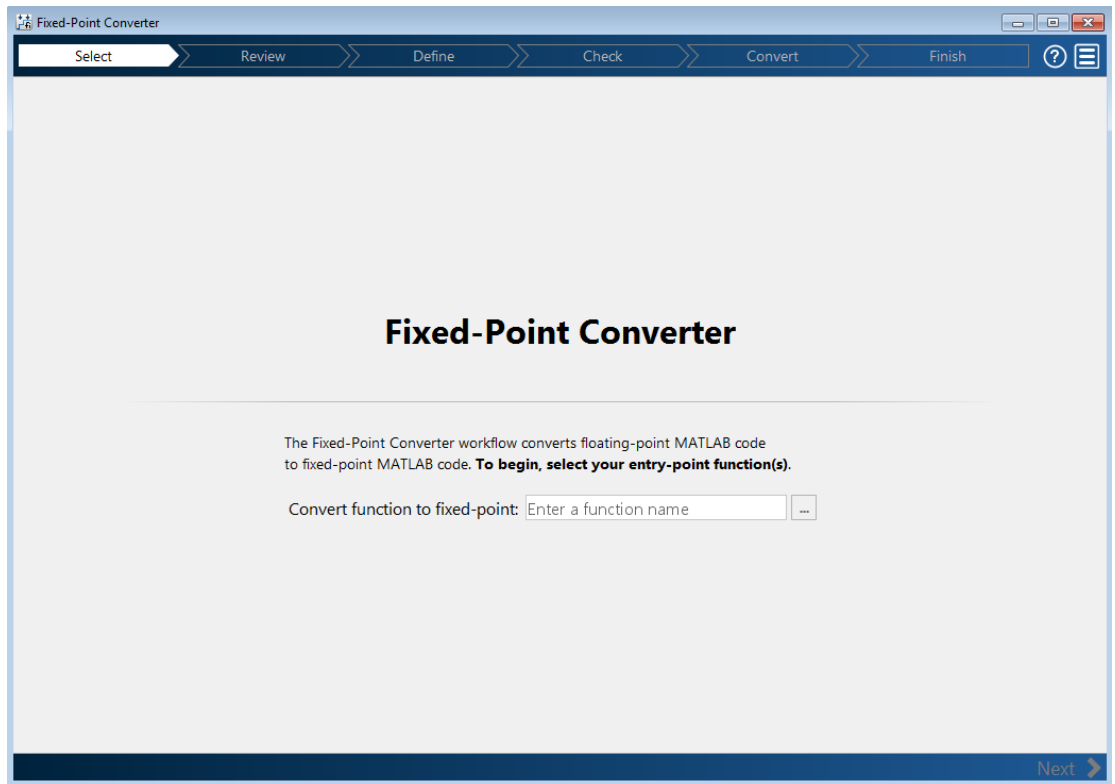 Fixed-Point Converter
Select Review Define Check Convert Finish
Fixed-Point Converter
The Fixed-Point Converter workflow converts floating-point MATLAB code
to fixed-point MATLAB code. To begin, select your entry-point function(s).
Convert function to fixed-point: Enter a function name ...
Next